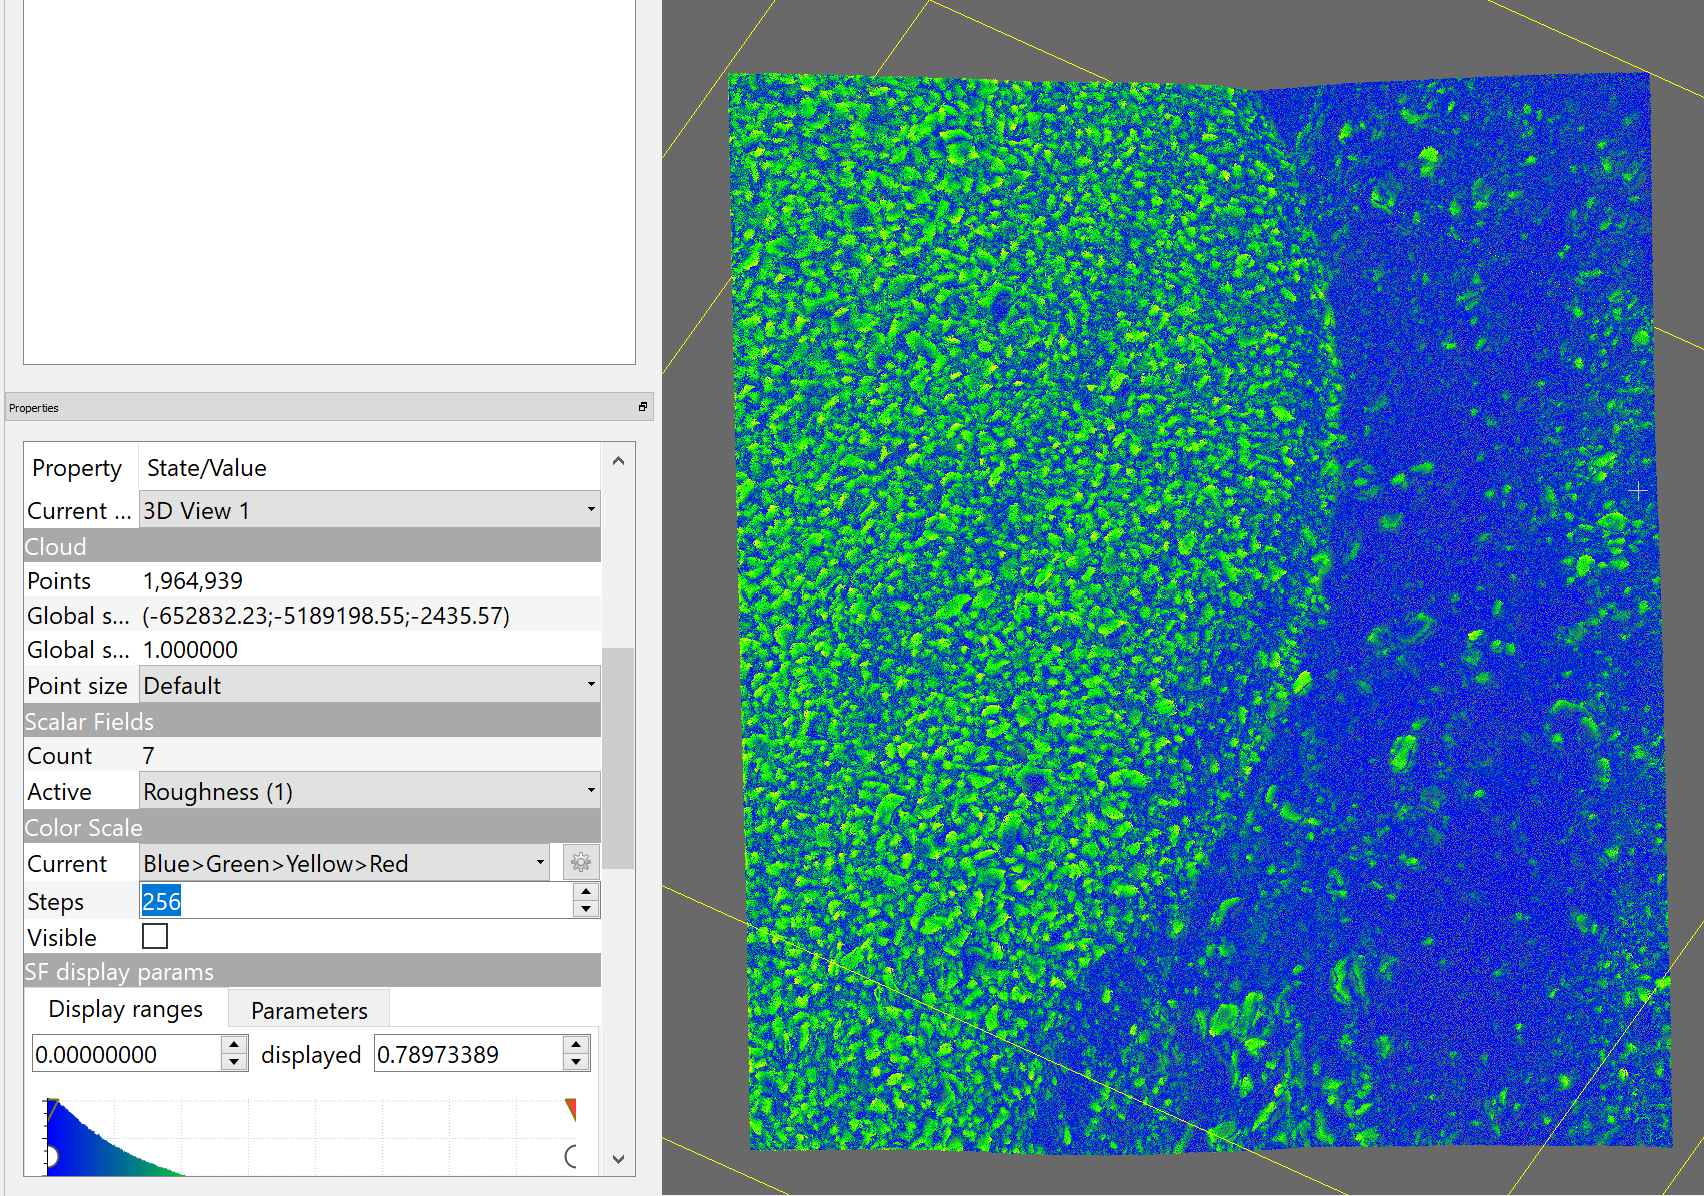 Properties
Property State/Value
Current ... 3D View 1
Cloud
Points 1,964,939
Global s... (-652832.23;-5189198.55;-2435.57)
Global s... 1.000000
Point size Default
Scalar Fields
Count 7
Active Roughness (1)
Color Scale
Current Blue>Green>Yellow>Red
Steps 256
Visible
SF display params
Display ranges Parameters
0.00000000 displayed 0.78973389